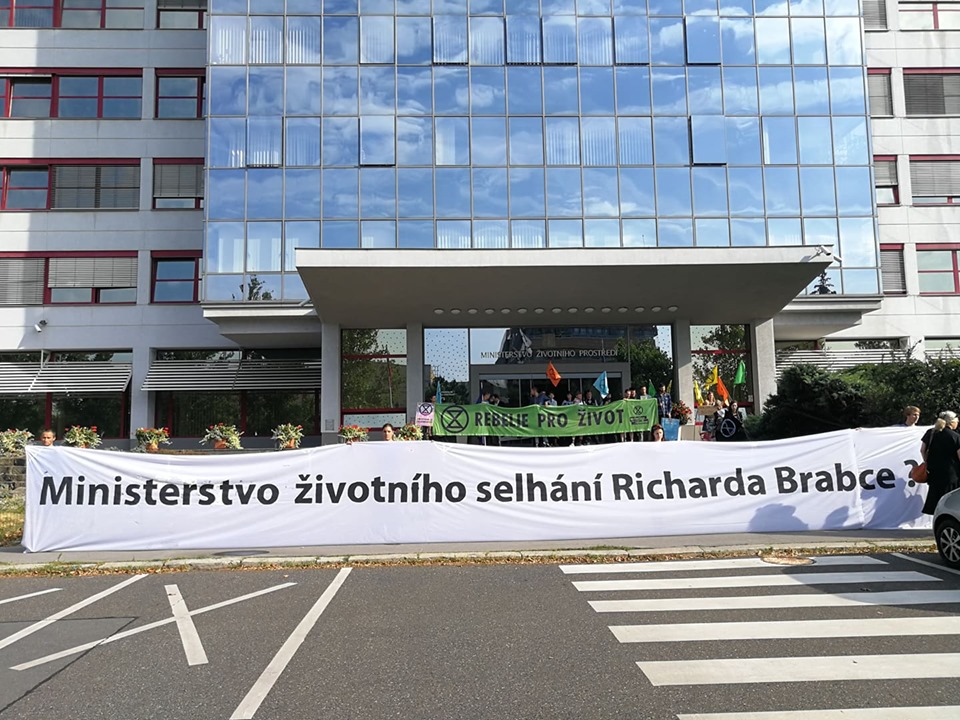 MINISTERSTVO ŽIVOTNÍHO PROSTŘEDÍ
REBELIE PRO ŽIVOT
Ministerstvo životního selhání Richarda Brabce ?